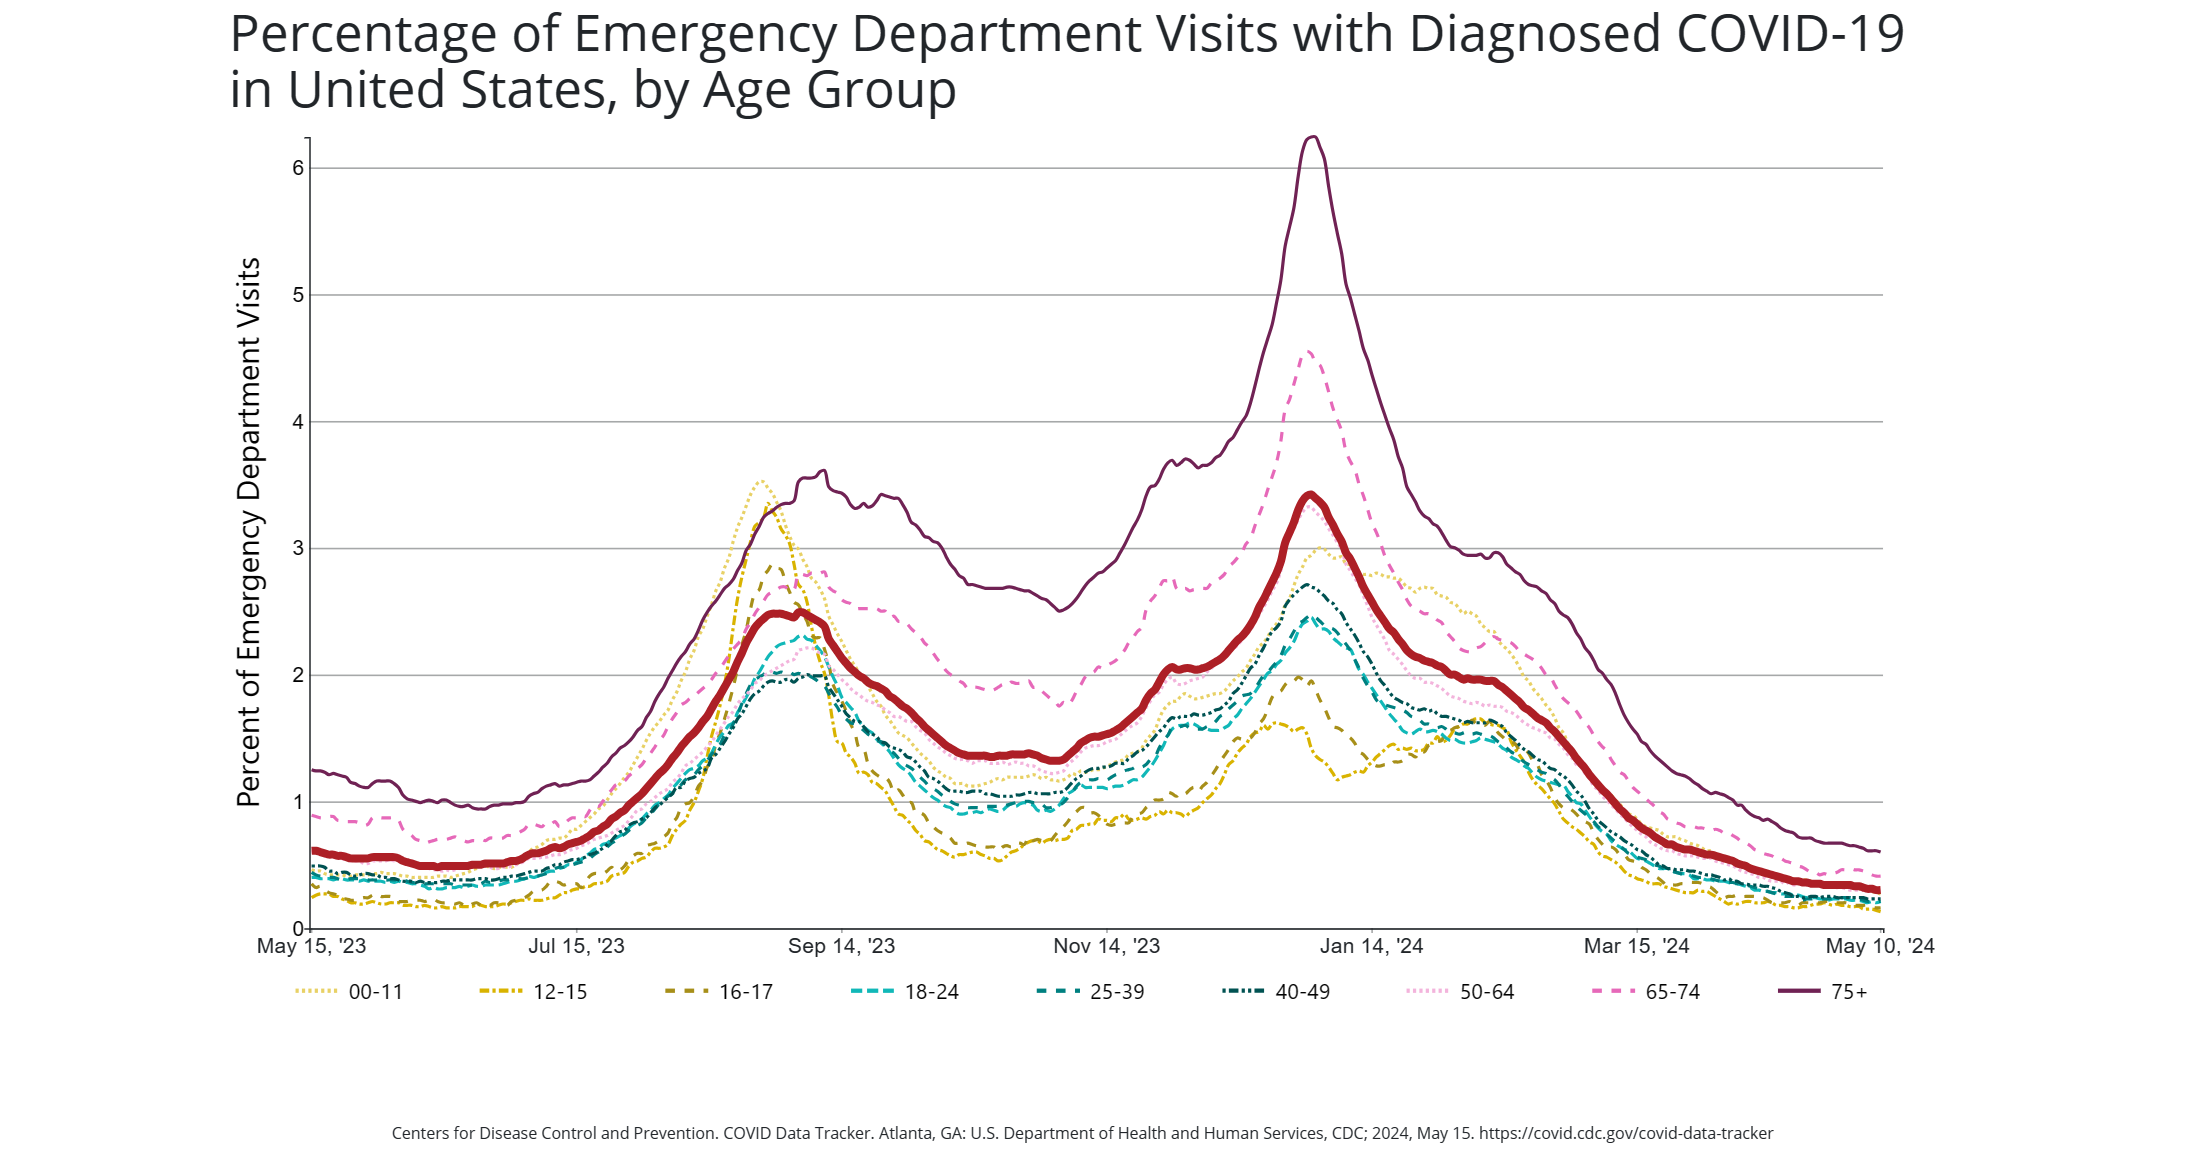 Percentage of Emergency Department Visits with Diagnosed COVID-19
in United States, by Age Group
Percent of Emergency Department Visits
6
5
4
3
2
1
0
May 15, '23 Jul 15, '23 Sep 14, '23 Nov 14, '23 Jan 14, '24 Mar 15, '24 May 10, '24
00-11 12-15 16-17 18-24 25-39 40-49 50-64 65-74 75+
Centers for Disease Control and Prevention. COVID Data Tracker. Atlanta, GA: U.S. Department of Health and Human Services, CDC; 2024, May 15. https://covid.cdc.gov/covid-data-tracker